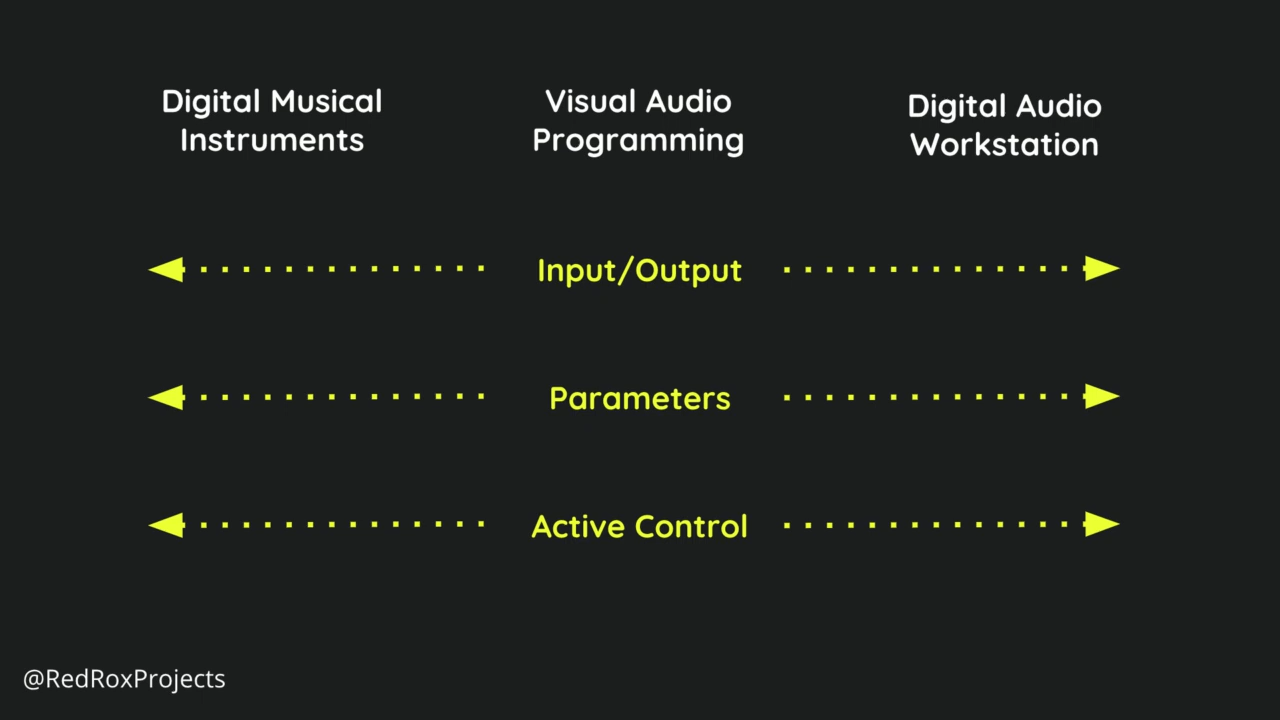 Digital Musical
Instruments
Visual Audio
Programming
Digital Audio
Workstation
Input/Output
Parameters
Active Control
@RedRoxProjects